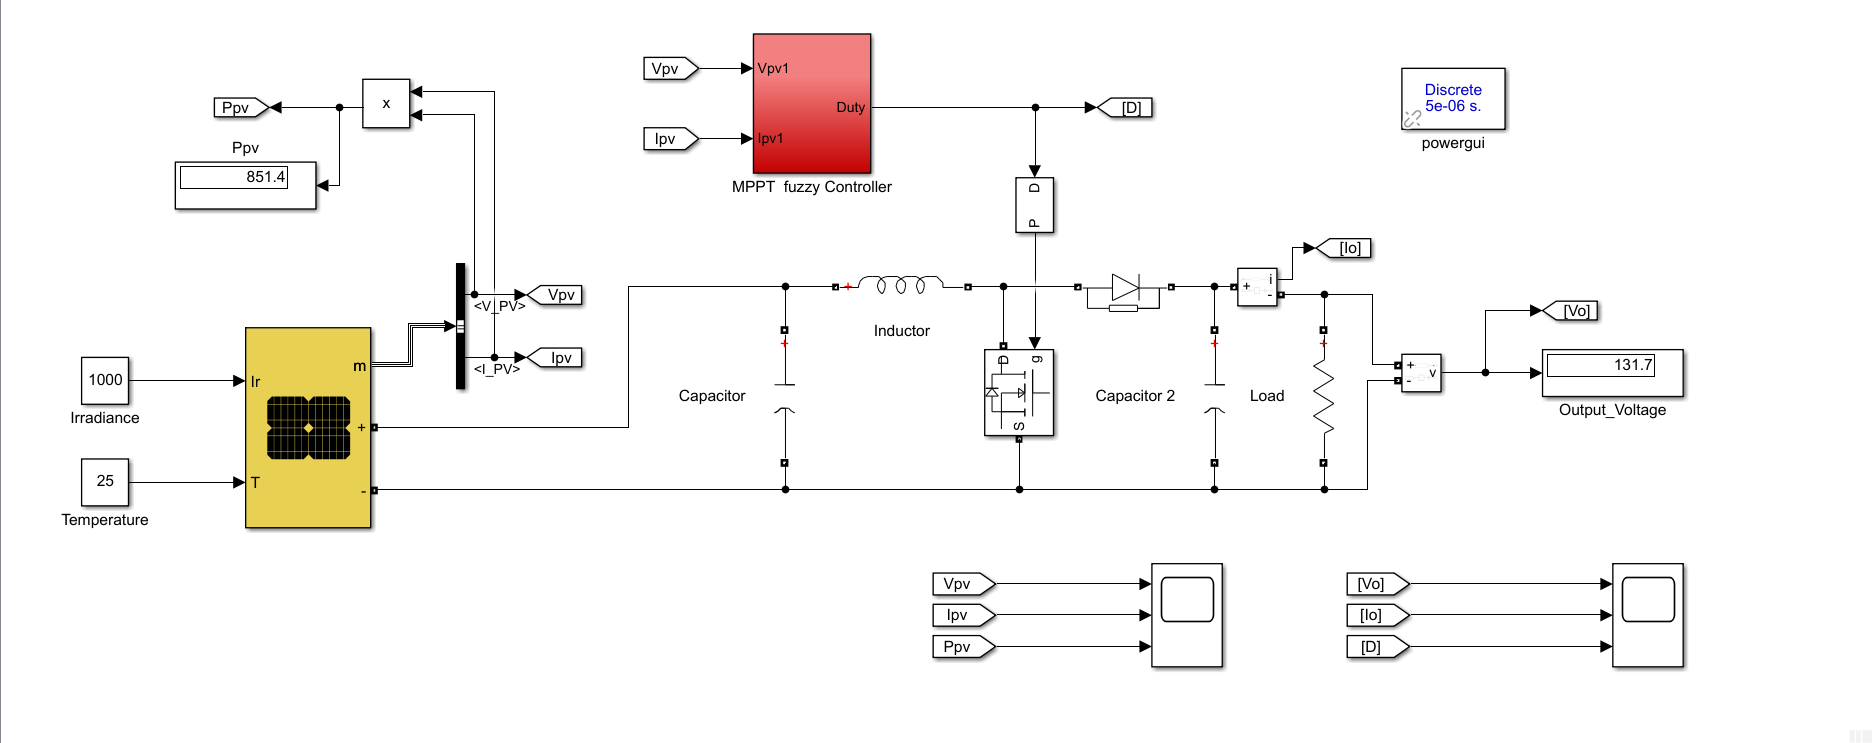 Vpv
Vpv1
Ipv
Ipv1
Duty
[D]
MPPT fuzzy Controller
Discrete
5e-06 s.
powergui
x
Ppv
Ppv
851.4
D
P
<V_PV>
Vpv
<I_PV>
Ipv
1000
Irradiance
25
Temperature
Ir
T
m
+
-
Capacitor
+
+
Inductor
D
g
S
Capacitor 2
+
+
i
-
[Io]
Load
+
+
-
v
[Vo]
131.7
Output_Voltage
Vpv
Ipv
Ppv
[Vo]
[Io]
[D]